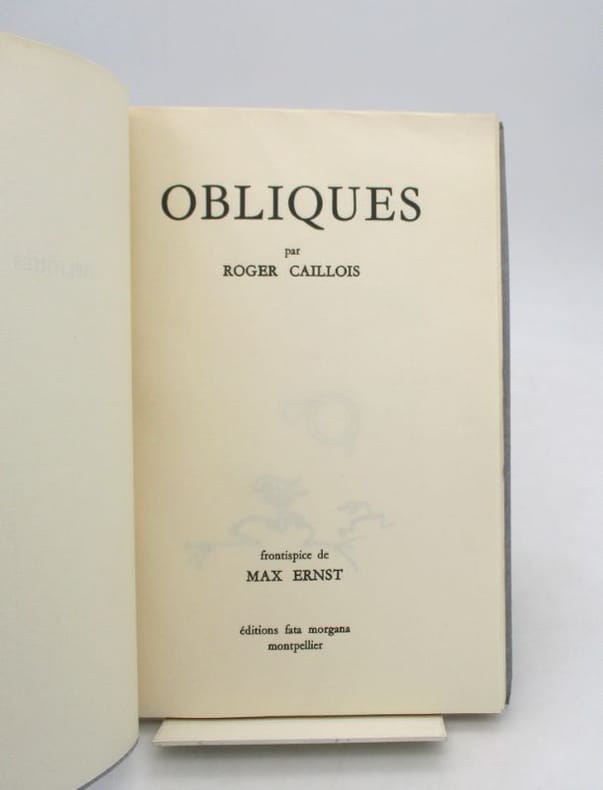 OBLIQUES
par
ROGER CAILLOIS
frontispice de
MAX ERNST
éditions fata morgana
montpellier